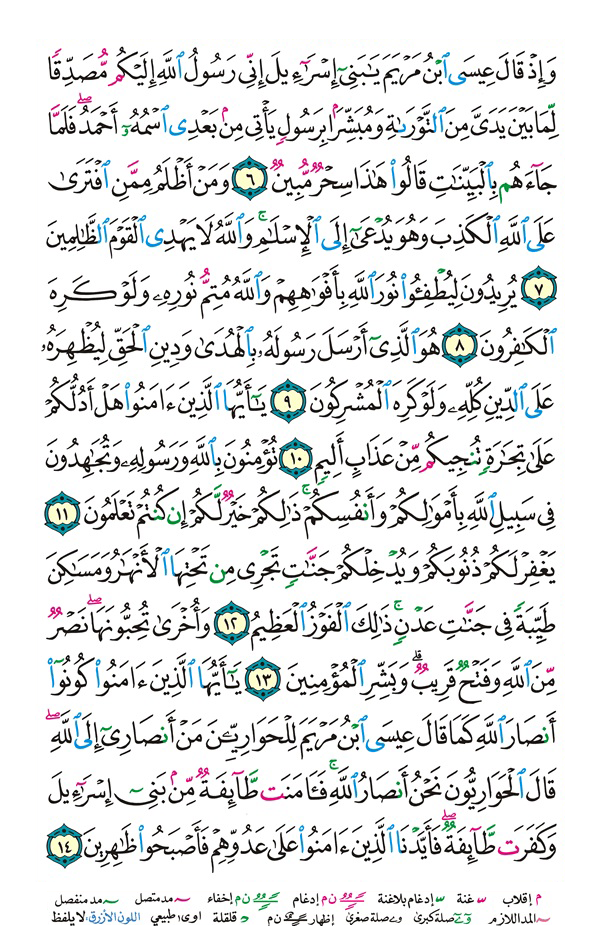 وَإِذۡ قَالَ عِيسَى ٱبۡنُ مَرۡيَمَ يَٰبَنِيٓ إِسۡرَٰٓءِيلَ إِنِّي رَسُولُ ٱللَّهِ إِلَيۡكُم مُّصَدِّقٗا
لِّمَا بَيۡنَ يَدَيَّ مِنَ ٱلتَّوۡرَىٰةِ وَمُبَشِّرَۢا بِرَسُولٖ يَأۡتِي مِنۢ بَعۡدِي ٱسۡمُهُۥٓ أَحۡمَدُۖ فَلَمَّا
جَآءَهُم بِٱلۡبَيِّنَٰتِ قَالُواْ هَٰذَا سِحۡرٞ مُّبِينٞ ٦ وَمَنۡ أَظۡلَمُ مِمَّنِ ٱفۡتَرَىٰ
عَلَى ٱللَّهِ ٱلۡكَذِبَ وَهُوَ يُدۡعَىٰٓ إِلَى ٱلۡإِسۡلَٰمِۚ وَٱللَّهُ لَا يَهۡدِي ٱلۡقَوۡمَ ٱلظَّٰلِمِينَ
٧ يُرِيدُونَ لِيُطۡفِـُٔواْ نُورَ ٱللَّهِ بِأَفۡوَٰهِهِمۡ وَٱللَّهُ مُتِمُّ نُورِهِۦ وَلَوۡ كَرِهَ
ٱلۡكَٰفِرُونَ ٨ هُوَ ٱلَّذِيٓ أَرۡسَلَ رَسُولَهُۥ بِٱلۡهُدَىٰ وَدِينِ ٱلۡحَقِّ لِيُظۡهِرَهُۥ
عَلَى ٱلدِّينِ كُلِّهِۦ وَلَوۡ كَرِهَ ٱلۡمُشۡرِكُونَ ٩ يَٰٓأَيُّهَا ٱلَّذِينَ ءَامَنُواْ هَلۡ أَدُلُّكُمۡ
عَلَىٰ تِجَٰرَةٖ تُنجِيكُم مِّنۡ عَذَابٍ أَلِيمٖ ١٠ تُؤۡمِنُونَ بِٱللَّهِ وَرَسُولِهِۦ وَتُجَٰهِدُونَ
فِي سَبِيلِ ٱللَّهِ بِأَمۡوَٰلِكُمۡ وَأَنفُسِكُمۡۚ ذَٰلِكُمۡ خَيۡرٞ لَّكُمۡ إِن كُنتُمۡ تَعۡلَمُونَ ١١
يَغۡفِرۡ لَكُمۡ ذُنُوبَكُمۡ وَيُدۡخِلۡكُمۡ جَنَّٰتٖ تَجۡرِي مِن تَحۡتِهَا ٱلۡأَنۡهَٰرُ وَمَسَٰكِنَ
طَيِّبَةٗ فِي جَنَّٰتِ عَدۡنٖۚ ذَٰلِكَ ٱلۡفَوۡزُ ٱلۡعَظِيمُ ١٢ وَأُخۡرَىٰ تُحِبُّونَهَاۖ نَصۡرٞ
مِّنَ ٱللَّهِ وَفَتۡحٞ قَرِيبٞۗ وَبَشِّرِ ٱلۡمُؤۡمِنِينَ ١٣ يَٰٓأَيُّهَا ٱلَّذِينَ ءَامَنُواْ كُونُوٓاْ
أَنصَارَ ٱللَّهِ كَمَا قَالَ عِيسَى ٱبۡنُ مَرۡيَمَ لِلۡحَوَارِيِّـۧنَ مَنۡ أَنصَارِيٓ إِلَى ٱللَّهِۖ
قَالَ ٱلۡحَوَارِيُّونَ نَحۡنُ أَنصَارُ ٱللَّهِۖ فَـَٔامَنَت طَّآئِفَةٞ مِّنۢ بَنِيٓ إِسۡرَٰٓءِيلَ
وَكَفَرَت طَّآئِفَةٞۖ فَأَيَّدۡنَا ٱلَّذِينَ ءَامَنُواْ عَلَىٰ عَدُوِّهِمۡ فَأَصۡبَحُواْ ظَٰهِرِينَ ١٤
م إقلاب غنة إدغام بلاغنة ن م إدغام ن م إخفاء مد متصل مد منفصل
المد اللازم صلة كبرى صلة صغرى إظهار ن م قلقلة اوى؛ طبيعي اللون الأزرق: لا يلفظ